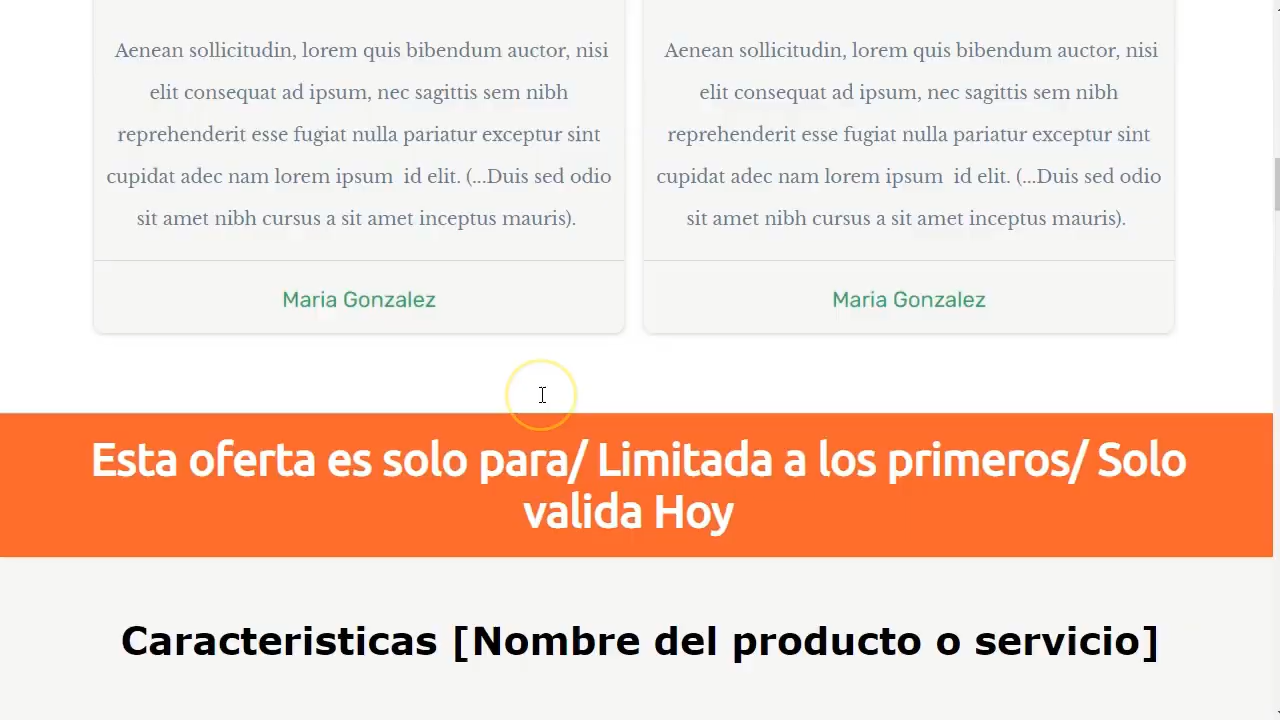 Aenean sollicitudin, lorem quis bibendum auctor, nisi
elit consequat ad ipsum, nec sagittis sem nibh
reprehenderit esse fugiat nulla pariatur exceptur sint
cupidat adec nam lorem ipsum  id elit. (...Duis sed odio
sit amet nibh cursus a sit amet inceptus mauris).
Maria Gonzalez
Aenean sollicitudin, lorem quis bibendum auctor, nisi
elit consequat ad ipsum, nec sagittis sem nibh
reprehenderit esse fugiat nulla pariatur exceptur sint
cupidat adec nam lorem ipsum  id elit. (...Duis sed odio
sit amet nibh cursus a sit amet inceptus mauris).
Maria Gonzalez
Esta oferta es solo para/ Limitada a los primeros/ Solo
valida Hoy
Caracteristicas [Nombre del producto o servicio]